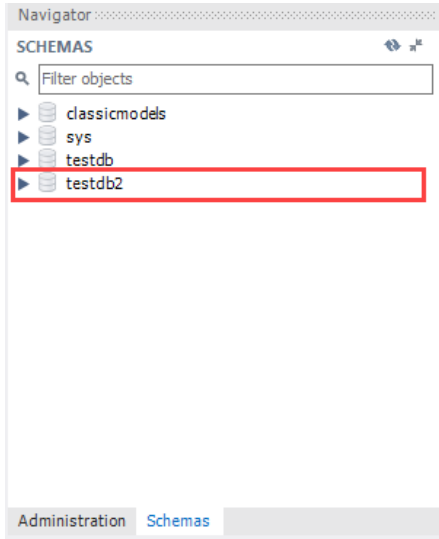 Navigator
SCHEMAS
Filter objects
classicmodels
sys
testdb
testdb2
Administration Schemas